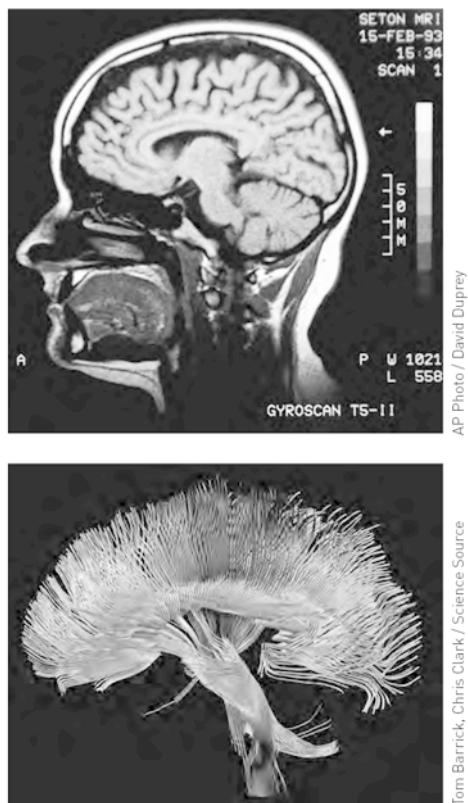 SETON MRI
15-FEB-93
15:34
SCAN 1
5
0
M
M
A
P W 1021
L 558
GYROSCAN T5-II
AP Photo / David Duprey
Tom Barrick, Chris Clark / Science Source